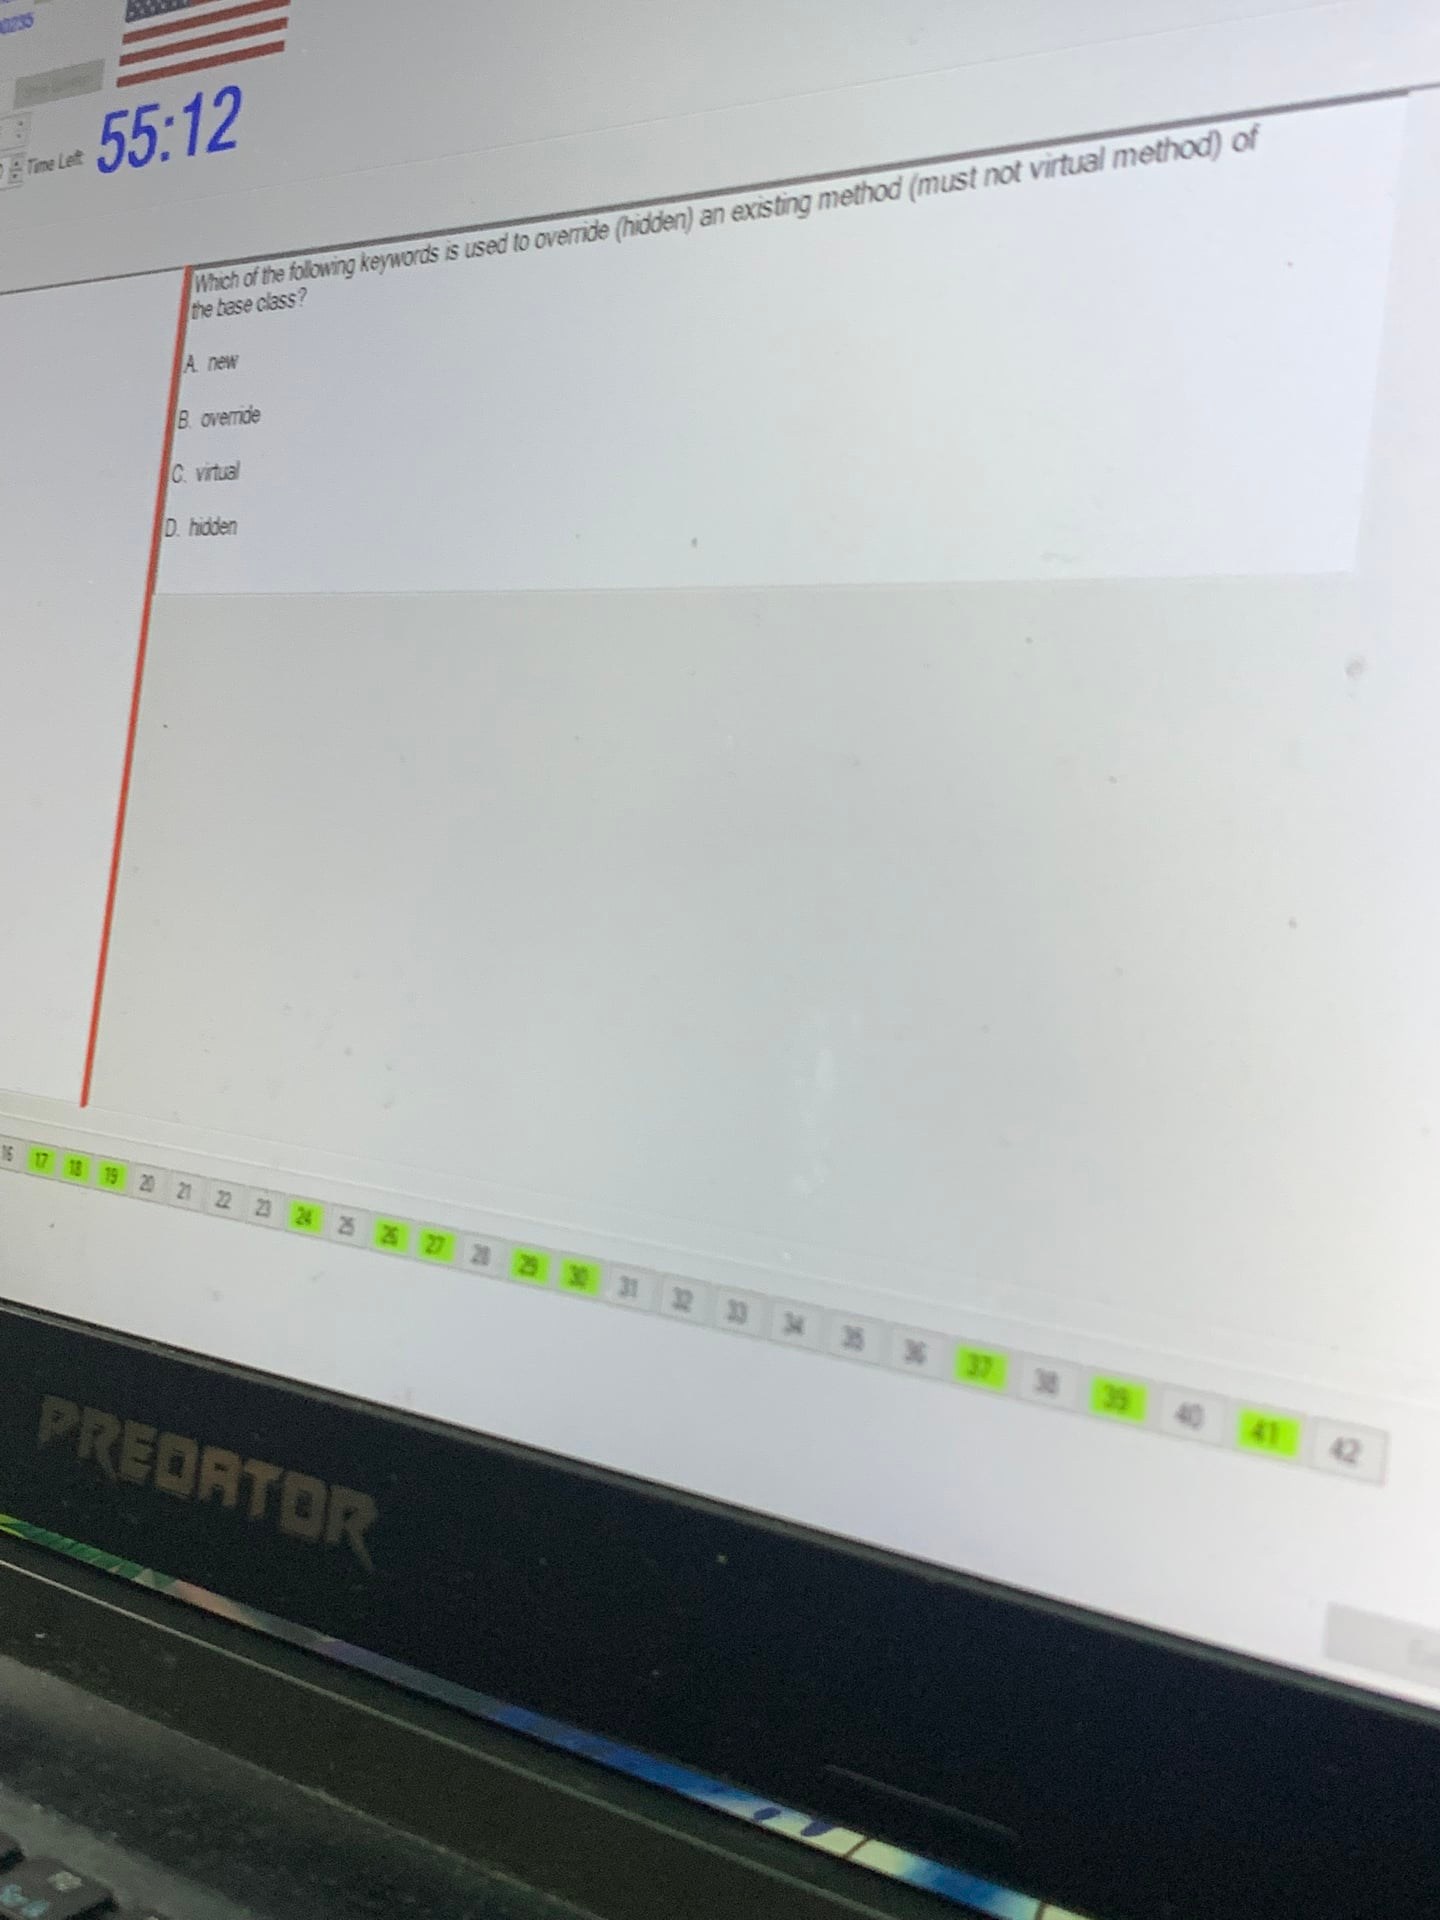 Time Left 55:12
Which of the following keywords is used to override (hidden) an existing method (must not virtual method) of
the base class?
A. new
B. override
C. virtual
D. hidden
16 17 18 19 20 21 22 23 24 25 26 27 28 29 30 31 32 33 34 35 36 37 38 39 40 41 42
PREDATOR